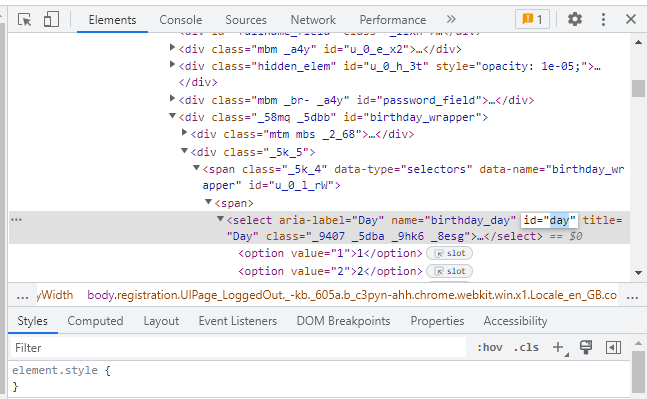 Elements Console Network Performance » 1
<div class="mbm _a4y" id="u_0_e_x2">…</div>
<div class="hidden_elem" id="u_0_h_3t" style="opacity: 1e-05;">…
</div>
<div class="mbm _br- _a4y" id="password_field">…</div>
<div class="_58mq _5dbb" id="birthday_wrapper">
<div class="mtm mbs _2_68">…</div>
<div class="_5k_5">
<span class="_5k_4" data-type="selectors" data-name="birthday_wr
apper" id="u_0_l_rW">
<span>
… <select aria-label="Day" name="birthday_day" id="day" title=
"Day" class="_9407 _5dba _9hk6 _8esg">…</select> == $0
<option value="1">1</option> slot
<option value="2">2</option> slot
... yWidth body.registration.UIPage_LoggedOut._-kb._605a.b_c3pyn-ahh.chrome.webkit.win.x1.Locale_en_GB.co ...
Styles Computed Layout Event Listeners DOM Breakpoints Properties Accessibility
Filter :hov .cls +
element.style {
}